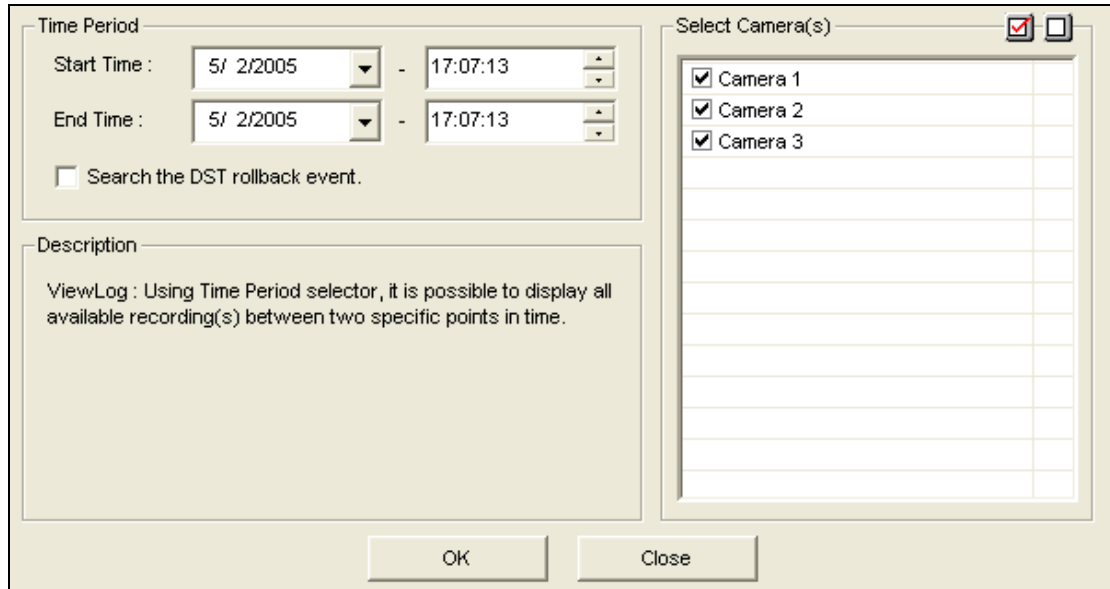 Time Period
Start Time : 5/ 2/2005 - 17:07:13
End Time : 5/ 2/2005 - 17:07:13
Search the DST rollback event.
Description
ViewLog : Using Time Period selector, it is possible to display all
available recording(s) between two specific points in time.
Select Camera(s)
Camera 1
Camera 2
Camera 3
OK
Close